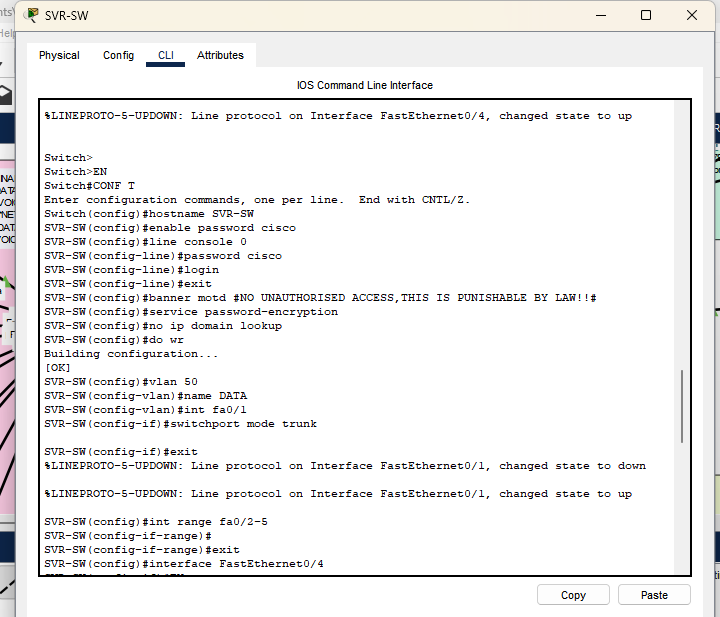 SVR-SW
Physical
Config
CLI
Attributes
IOS Command Line Interface
%LINEPROTO-5-UPDOWN: Line protocol on Interface FastEthernet0/4, changed state to up
Switch>
Switch>EN
Switch#CONF T
Enter configuration commands, one per line.  End with CNTL/Z.
Switch(config)#hostname SVR-SW
SVR-SW(config)#enable password cisco
SVR-SW(config)#line console 0
SVR-SW(config-line)#password cisco
SVR-SW(config-line)#login
SVR-SW(config-line)#exit
SVR-SW(config)#banner motd #NO UNAUTHORISED ACCESS,THIS IS PUNISHABLE BY LAW!!#
SVR-SW(config)#service password-encryption
SVR-SW(config)#no ip domain lookup
SVR-SW(config)#do wr
Building configuration...
[OK]
SVR-SW(config)#vlan 50
SVR-SW(config-vlan)#name DATA
SVR-SW(config-vlan)#int fa0/1
SVR-SW(config-if)#switchport mode trunk
SVR-SW(config-if)#exit
%LINEPROTO-5-UPDOWN: Line protocol on Interface FastEthernet0/1, changed state to down
%LINEPROTO-5-UPDOWN: Line protocol on Interface FastEthernet0/1, changed state to up
SVR-SW(config)#int range fa0/2-5
SVR-SW(config-if-range)#
SVR-SW(config-if-range)#exit
SVR-SW(config)#interface FastEthernet0/4
Copy
Paste